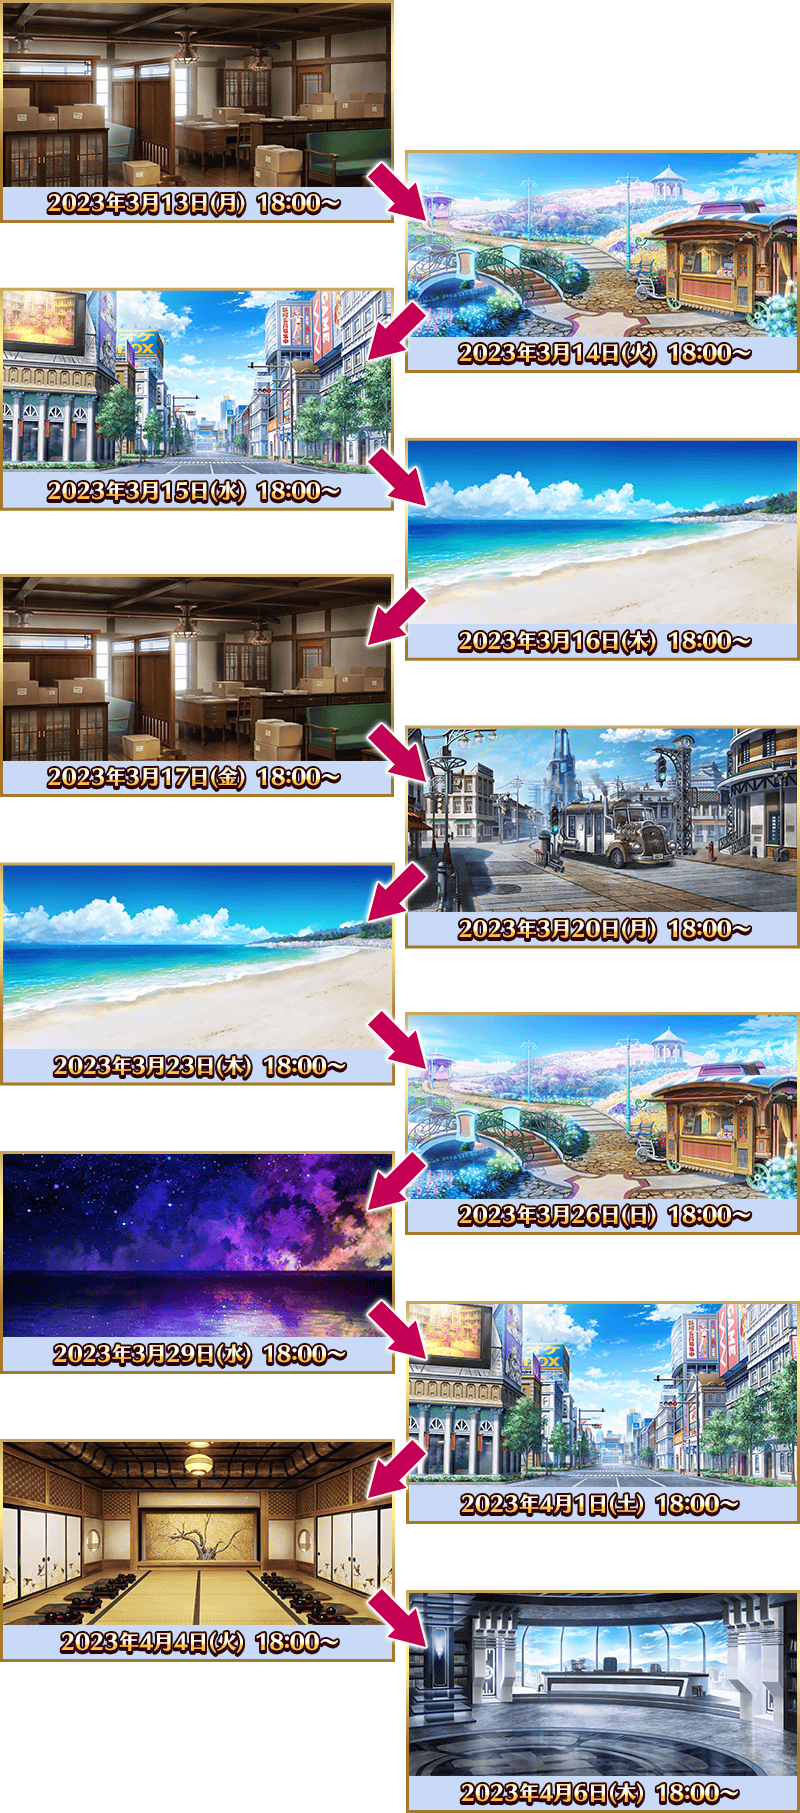 2023年3月13日(月) 18:00～
2023年3月14日(火) 18:00～
2023年3月15日(水) 18:00～
2023年3月16日(木) 18:00～
2023年3月17日(金) 18:00～
2023年3月20日(月) 18:00～
2023年3月23日(木) 18:00～
2023年3月26日(日) 18:00～
2023年3月29日(水) 18:00～
2023年4月1日(土) 18:00～
2023年4月4日(火) 18:00～
2023年4月6日(木) 18:00～